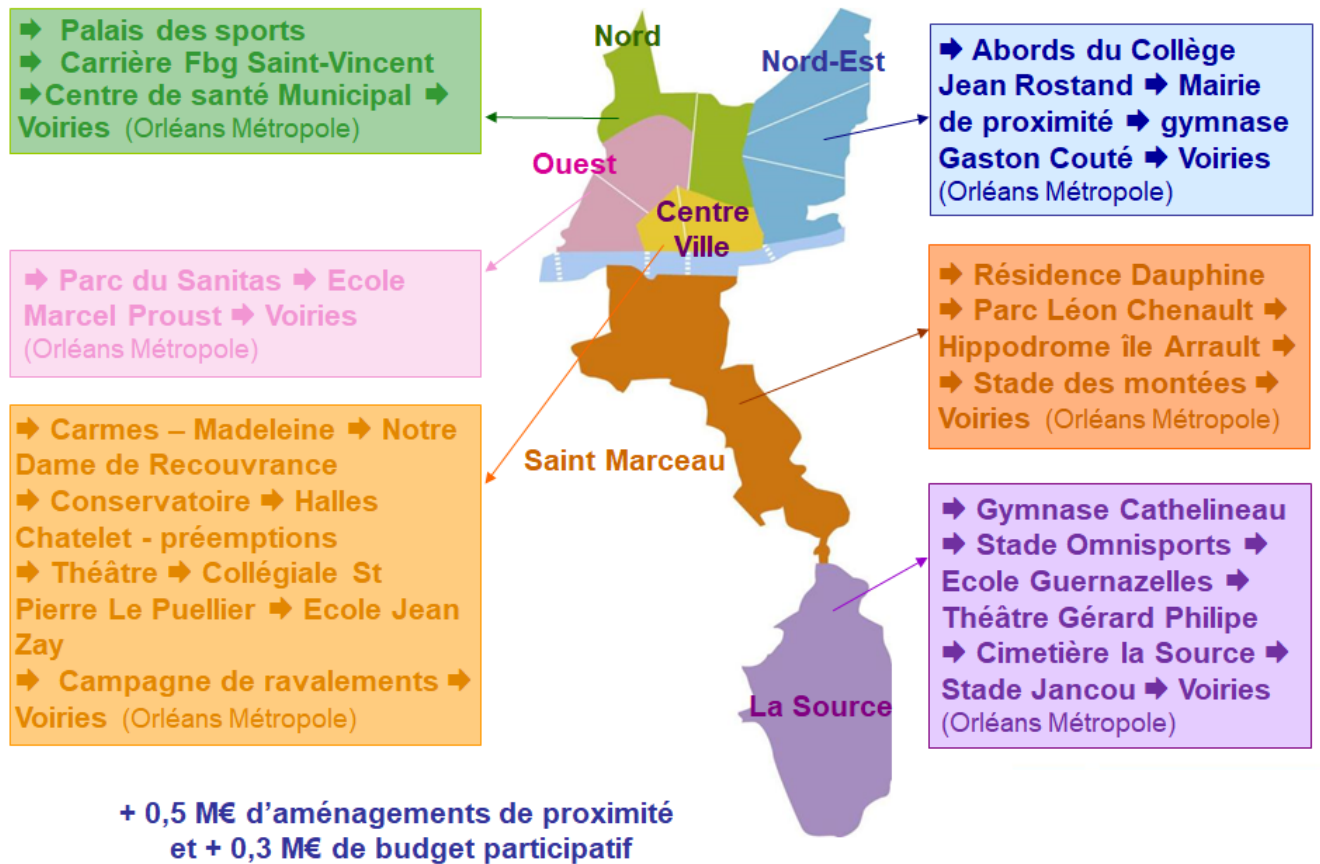 ➡ Palais des sports
➡ Carrière Fbg Saint-Vincent
➡Centre de santé Municipal ➡
Voiries (Orléans Métropole)
Nord
Nord-Est
➡ Abords du Collège
Jean Rostand ➡ Mairie
de proximité ➡ gymnase
Gaston Couté ➡ Voiries
(Orléans Métropole)
Ouest
Centre
Ville
➡ Parc du Sanitas ➡ Ecole
Marcel Proust ➡ Voiries
(Orléans Métropole)
➡ Résidence Dauphine
➡ Parc Léon Chenault ➡
Hippodrome île Arrault ➡
➡ Stade des montées ➡
Voiries (Orléans Métropole)
➡ Carmes – Madeleine ➡ Notre
Dame de Recouvrance
➡ Conservatoire ➡ Halles
Chatelet - préemptions
➡ Théâtre ➡ Collégiale St
Pierre Le Puellier ➡ Ecole Jean
Zay
➡ Campagne de ravalements ➡
Voiries (Orléans Métropole)
Saint Marceau
➡ Gymnase Cathelineau
➡ Stade Omnisports ➡
Ecole Guernazelles ➡
Théâtre Gérard Philipe
➡ Cimetière la Source ➡
Stade Jancou ➡ Voiries
(Orléans Métropole)
La Source
+ 0,5 M€ d’aménagements de proximité
et + 0,3 M€ de budget participatif